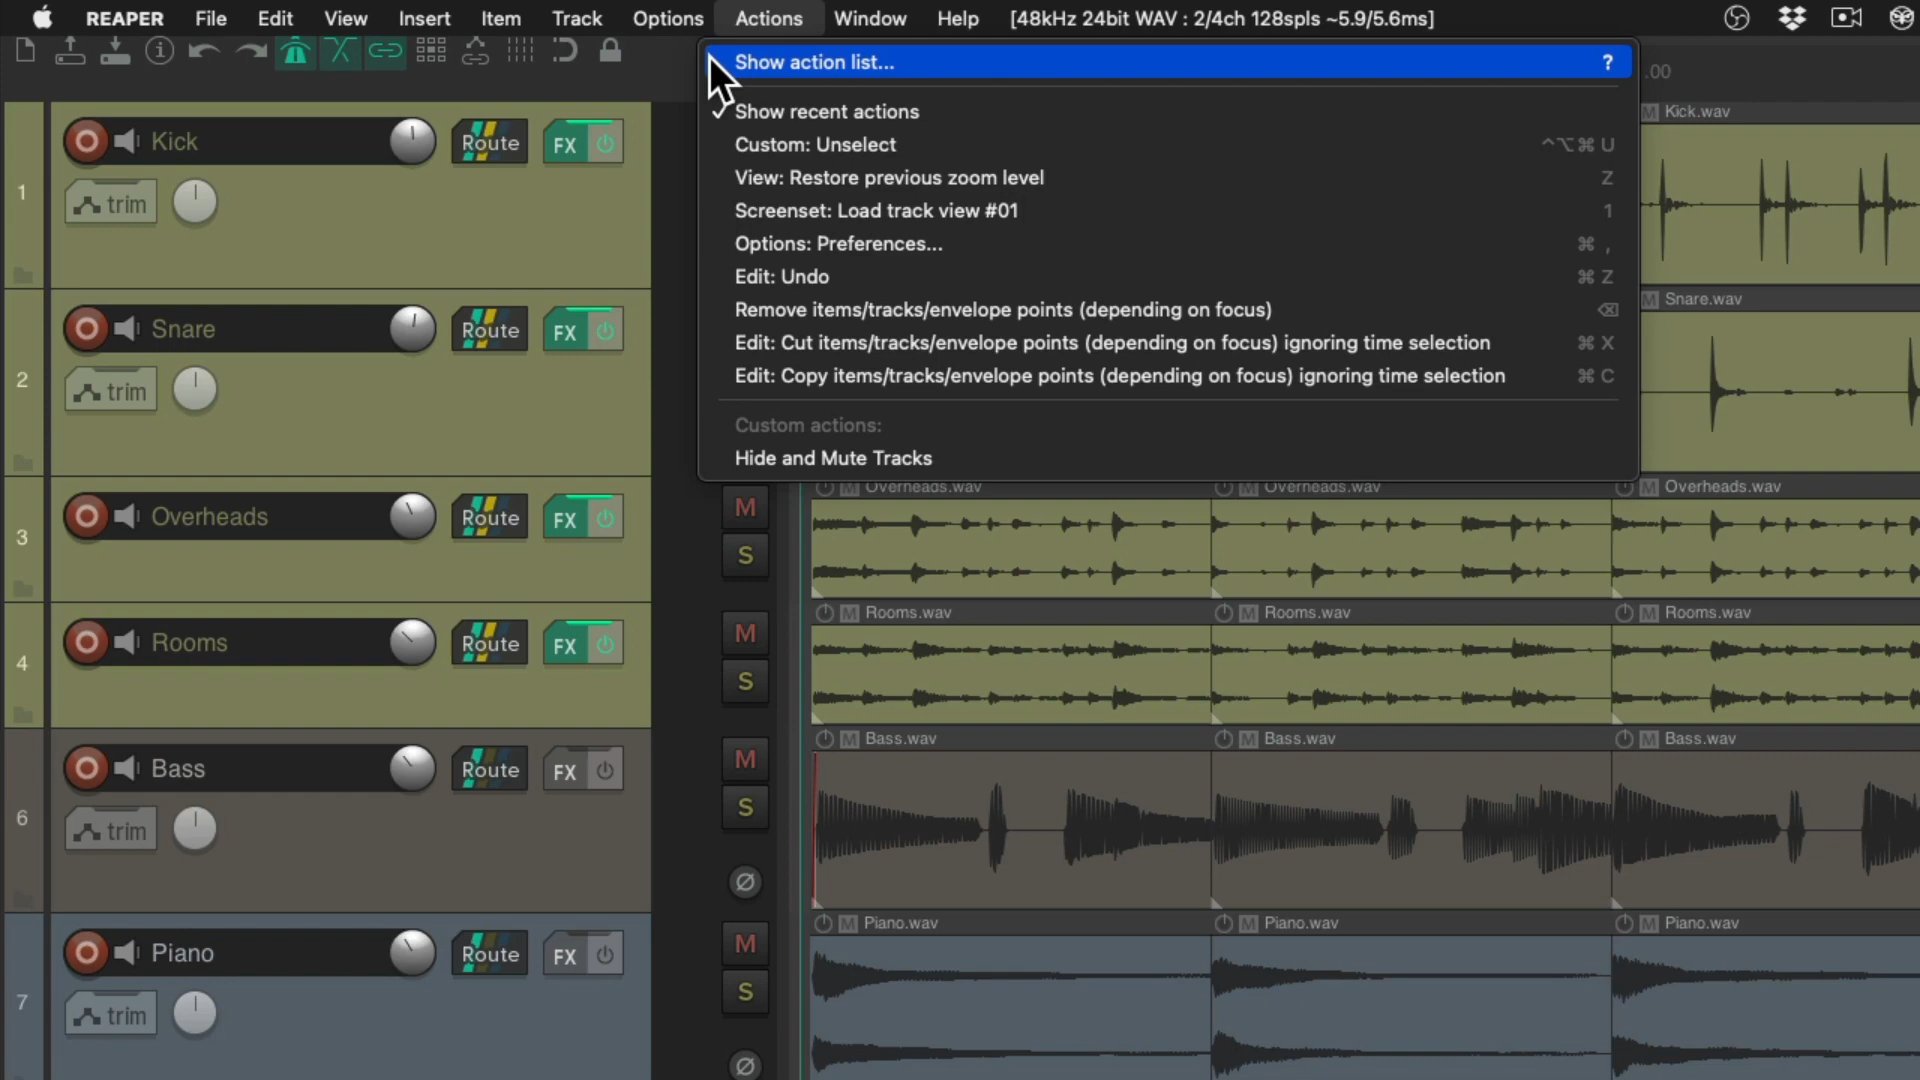 REAPER File Edit View Insert Item Track Options Actions Window Help [48kHz 24bit WAV : 2/4ch 128spls ~5.9/5.6ms]
Show action list... ?
.00
✓ Show recent actions
Kick.wav
Custom: Unselect ^⌥⌘ U
1 Kick Route FX
View: Restore previous zoom level Z
trim
Screenset: Load track view #01 1
Options: Preferences... ⌘ ,
Edit: Undo ⌘ Z
Remove items/tracks/envelope points (depending on focus) ⌫
Snare.wav
2 Snare Route FX
Edit: Cut items/tracks/envelope points (depending on focus) ignoring time selection ⌘ X
trim
Edit: Copy items/tracks/envelope points (depending on focus) ignoring time selection ⌘ C
Custom actions:
Hide and Mute Tracks
M Overheads.wav M Overheads.wav M Overheads.wav
3 Overheads Route FX M
S
M Rooms.wav M Rooms.wav M Rooms.wav
4 Rooms Route FX M
S
M Bass.wav M Bass.wav M Bass.wav
6 Bass Route FX M
trim S
Ø
M Piano.wav M Piano.wav M Piano.wav
7 Piano Route FX M
trim S
Ø